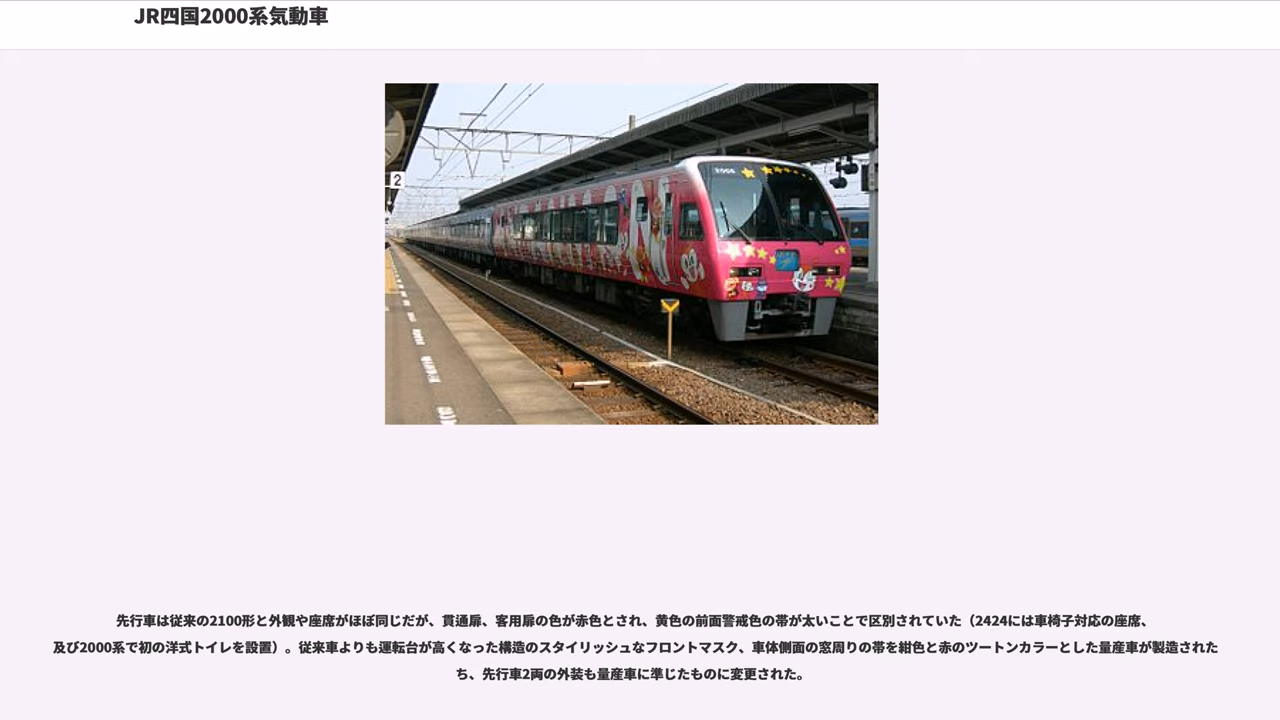 JR四国2000系気動車
2
2006
先行車は従来の2100形と外観や座席がほぼ同じだが、貫通扉、客用扉の色が赤色とされ、黄色の前面警戒色の帯が太いことで区別されていた（2424には車椅子対応の座席、
及び2000系で初の洋式トイレを設置）。従来車よりも運転台が高くなった構造のスタイリッシュなフロントマスク、車体側面の窓周りの帯を紺色と赤のツートンカラーとした量産車が製造された
ち、先行車2両の外装も量産車に準じたものに変更された。